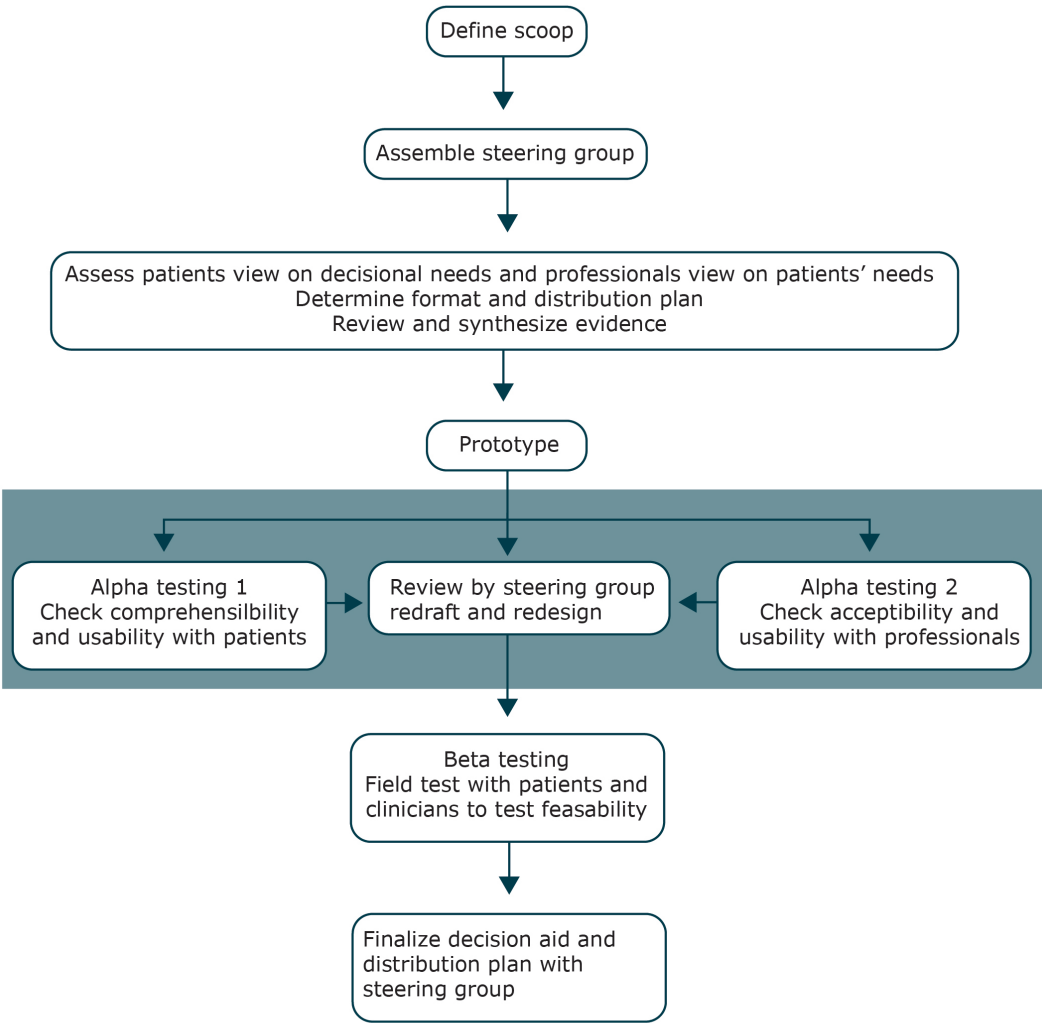 Define scoop
Assemble steering group
Assess patients view on decisional needs and professionals view on patients’ needs
Determine format and distribution plan
Review and synthesize evidence
Prototype
Alpha testing 1
Check comprehensilbility
and usability with patients
Review by steering group
redraft and redesign
Alpha testing 2
Check acceptibility and
usability with professionals
Beta testing
Field test with patients and
clinicians to test feasability
Finalize decision aid and
distribution plan with
steering group